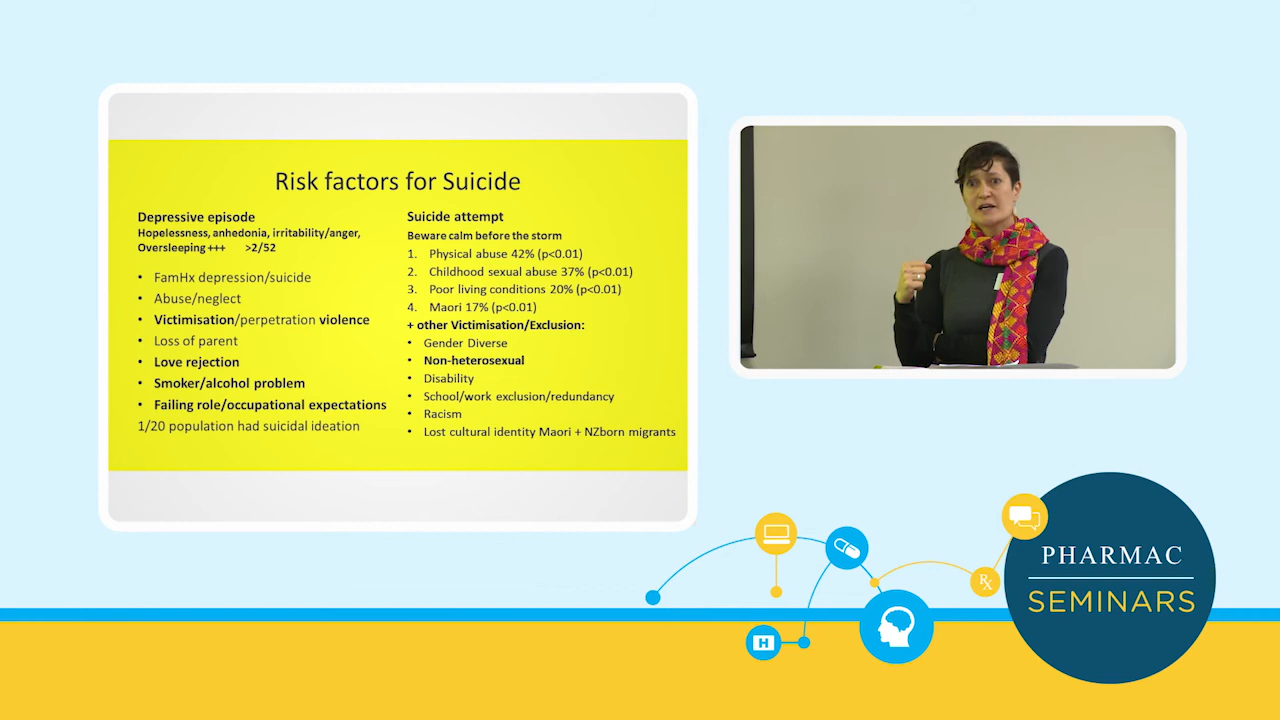 Risk factors for Suicide
Depressive episode
Hopelessness, anhedonia, irritability/anger,
Oversleeping +++ >2/52
• FamHx depression/suicide
• Abuse/neglect
• Victimisation/perpetration violence
• Loss of parent
• Love rejection
• Smoker/alcohol problem
• Failing role/occupational expectations
1/20 population had suicidal ideation
Suicide attempt
Beware calm before the storm
1. Physical abuse 42% (p<0.01)
2. Childhood sexual abuse 37% (p<0.01)
3. Poor living conditions 20% (p<0.01)
4. Maori 17% (p<0.01)
+ other Victimisation/Exclusion:
• Gender Diverse
• Non-heterosexual
• Disability
• School/work exclusion/redundancy
• Racism
• Lost cultural identity Maori + NZborn migrants
H
Rx
PHARMAC
SEMINARS